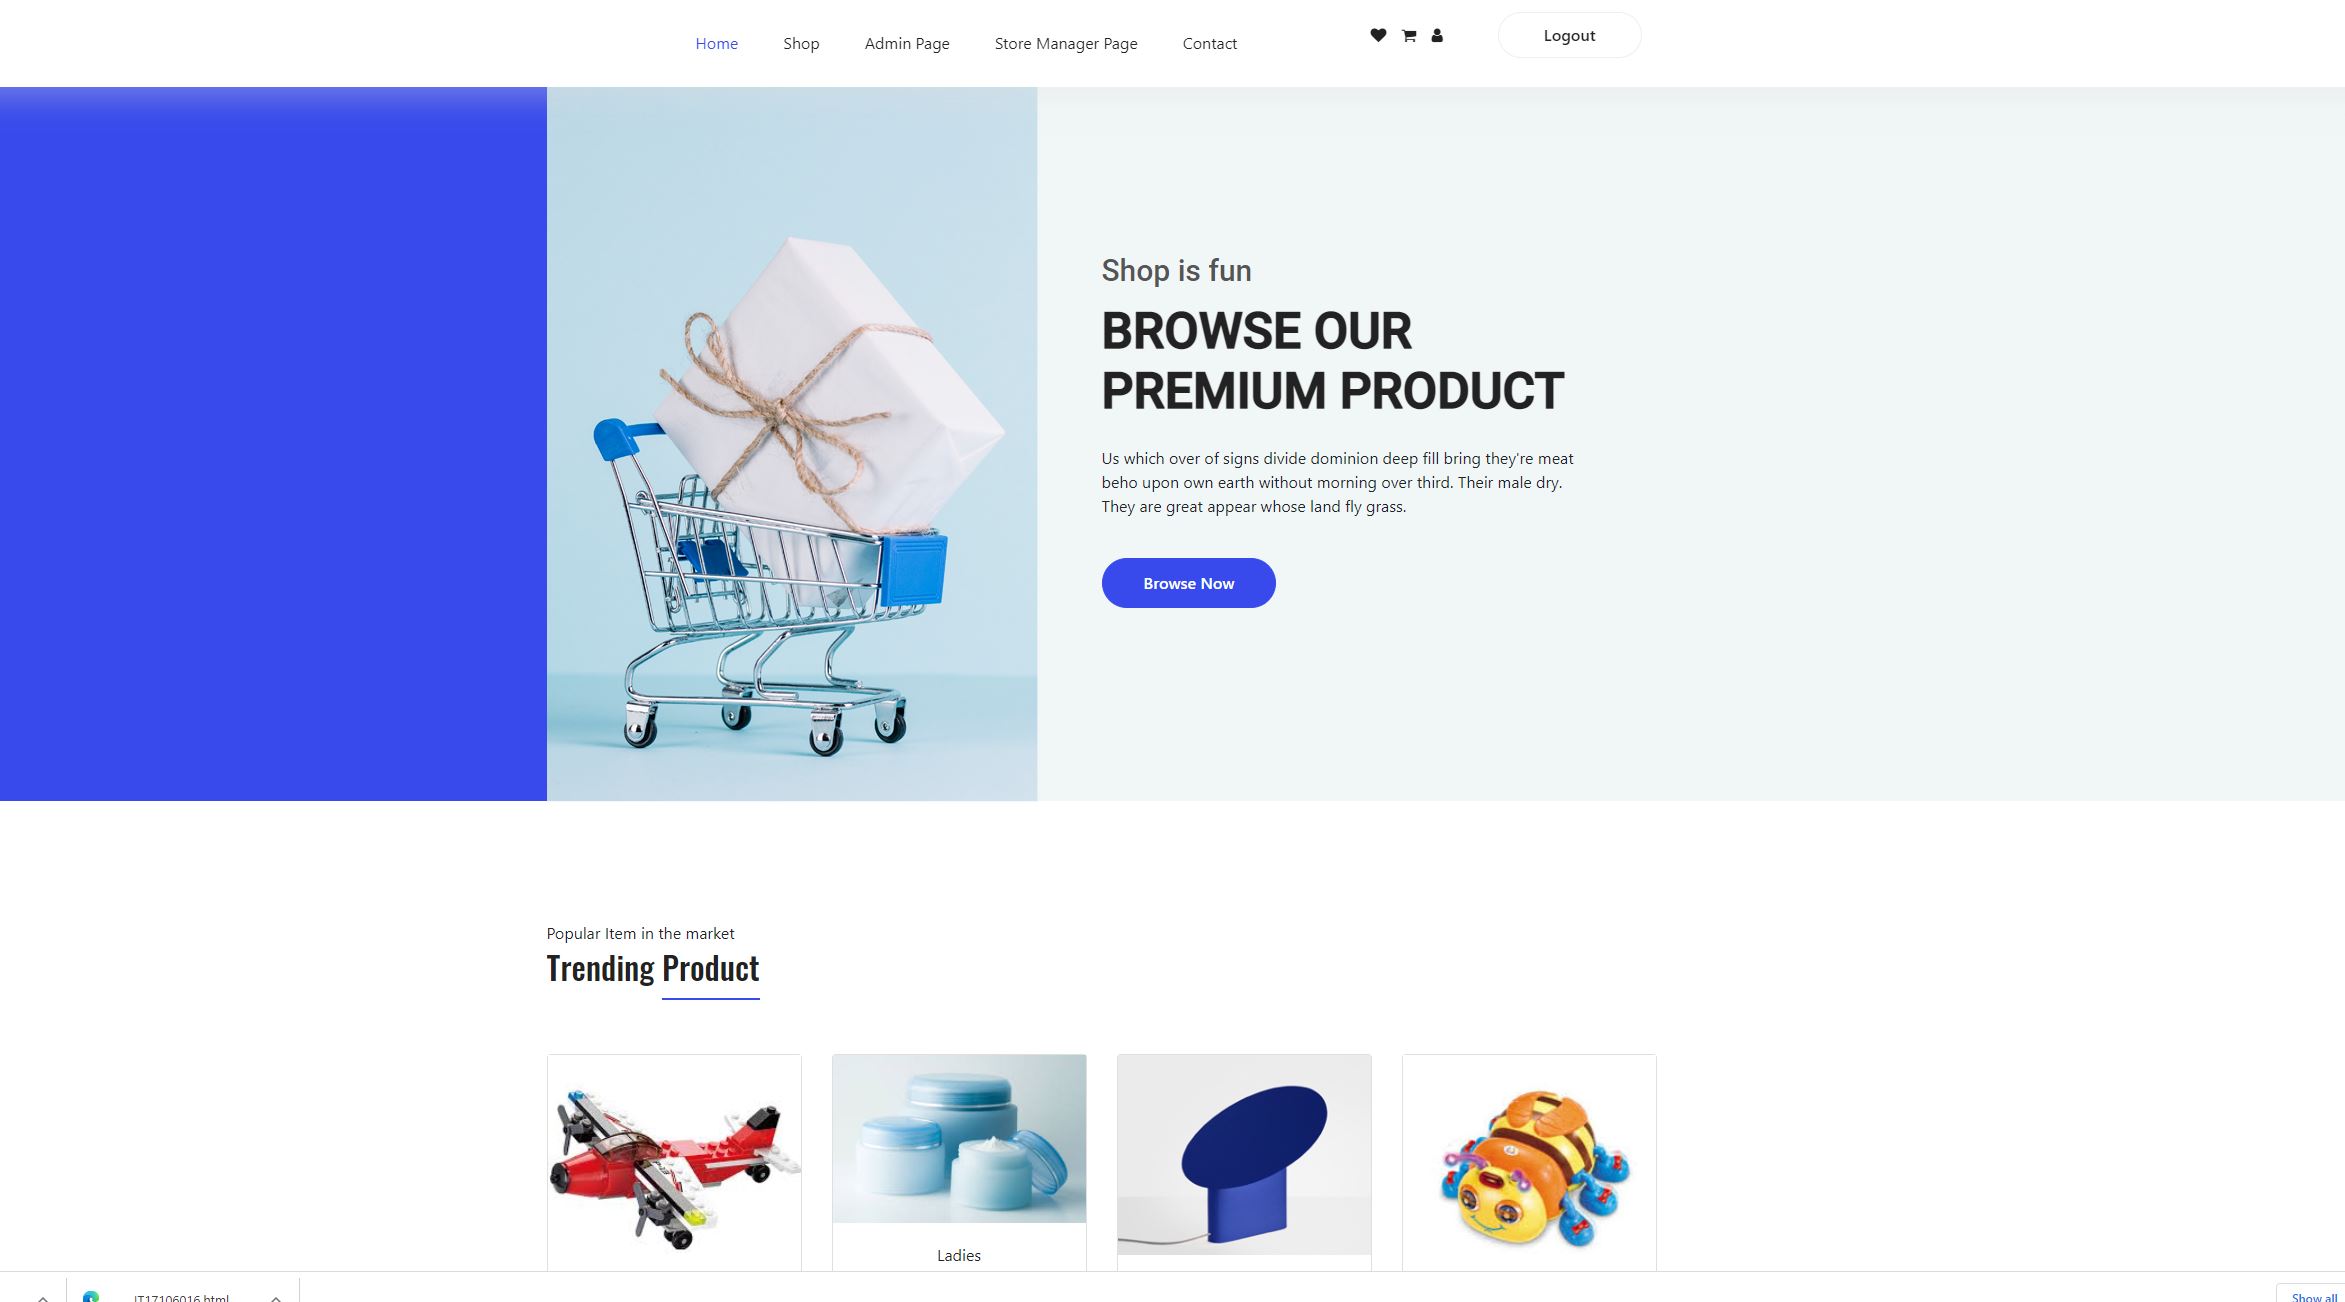 Home Shop Admin Page Store Manager Page Contact Logout
Shop is fun
BROWSE OUR
PREMIUM PRODUCT
Us which over of signs divide dominion deep fill bring they're meat
beho upon own earth without morning over third. Their male dry.
They are great appear whose land fly grass.
Browse Now
Popular Item in the market
Trending Product
Ladies
IT17106016.html
Show all